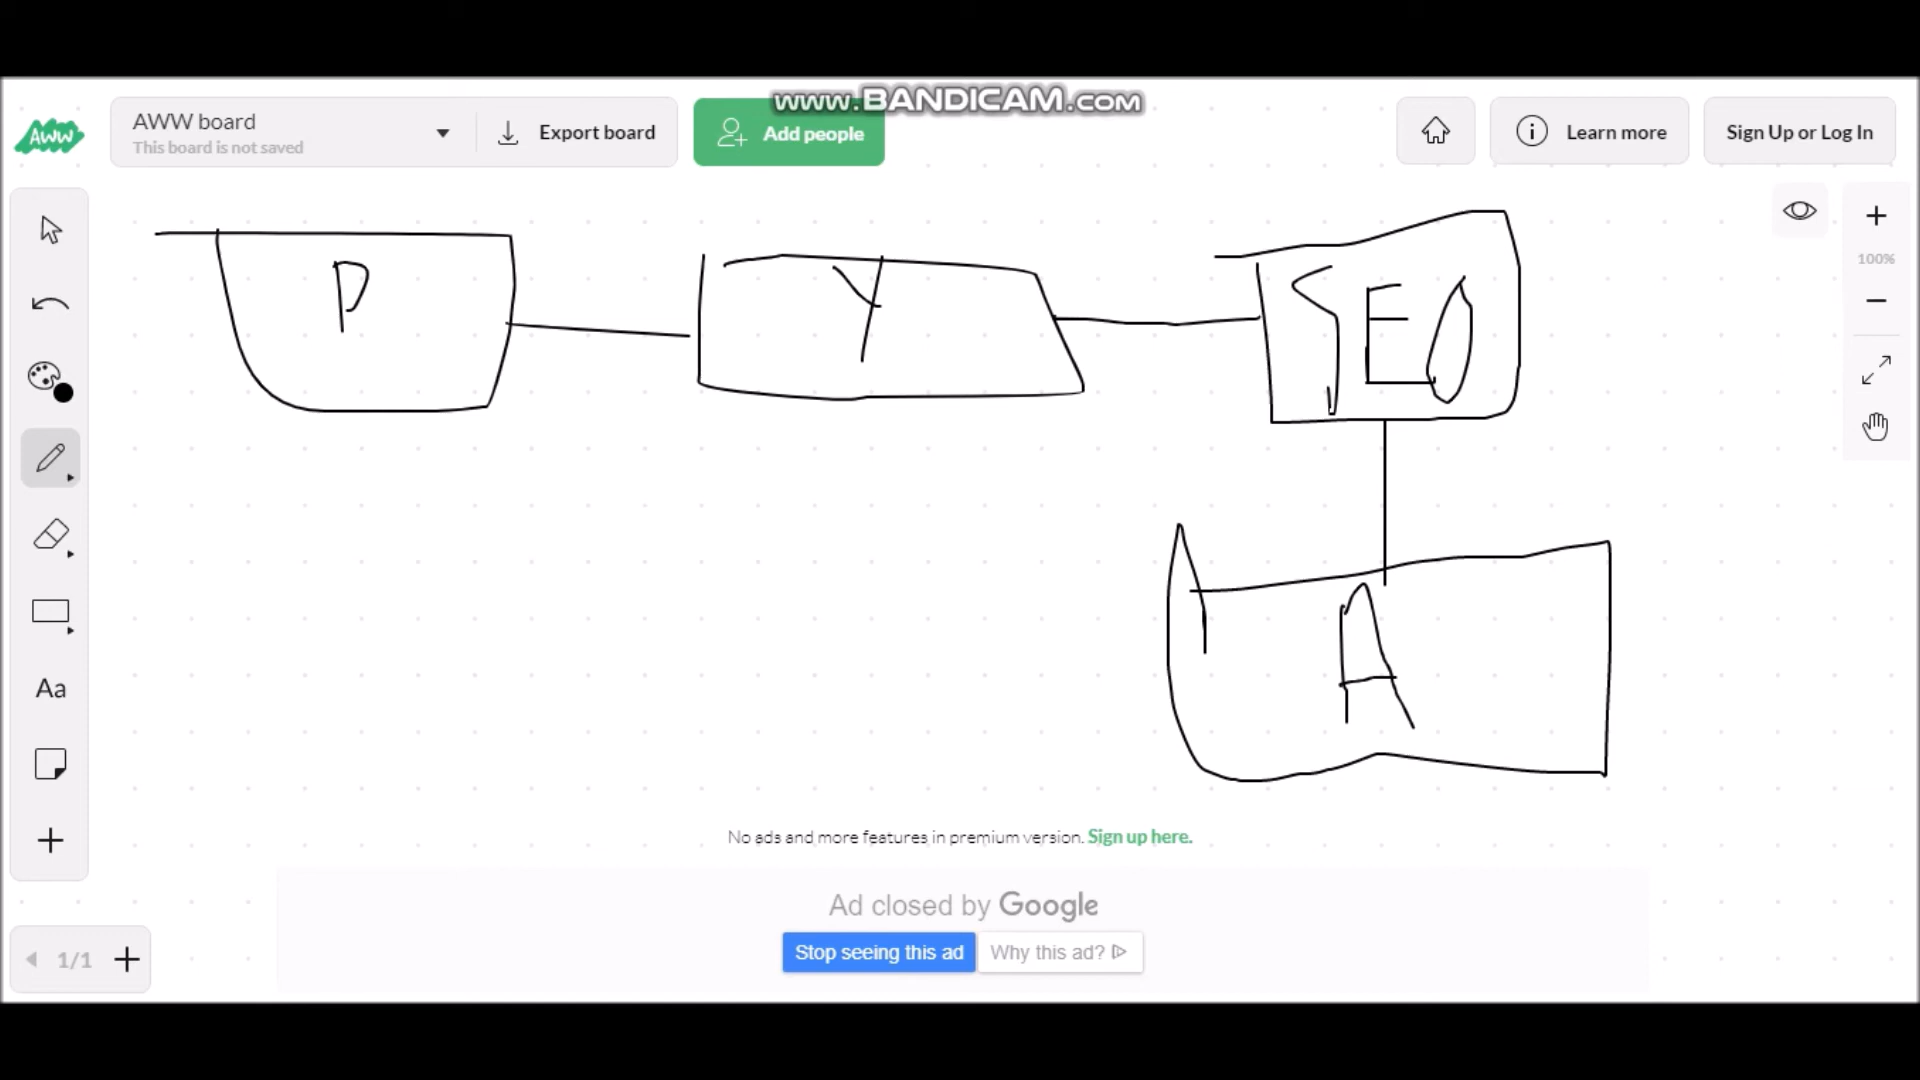 www.BANDICAM.com
AWW
AWW board
This board is not saved
Export board
Add people
Learn more
Sign Up or Log In
100%
P
Y
SEO
A
Aa
No ads and more features in premium version. Sign up here.
Ad closed by Google
Stop seeing this ad
Why this ad?
1/1